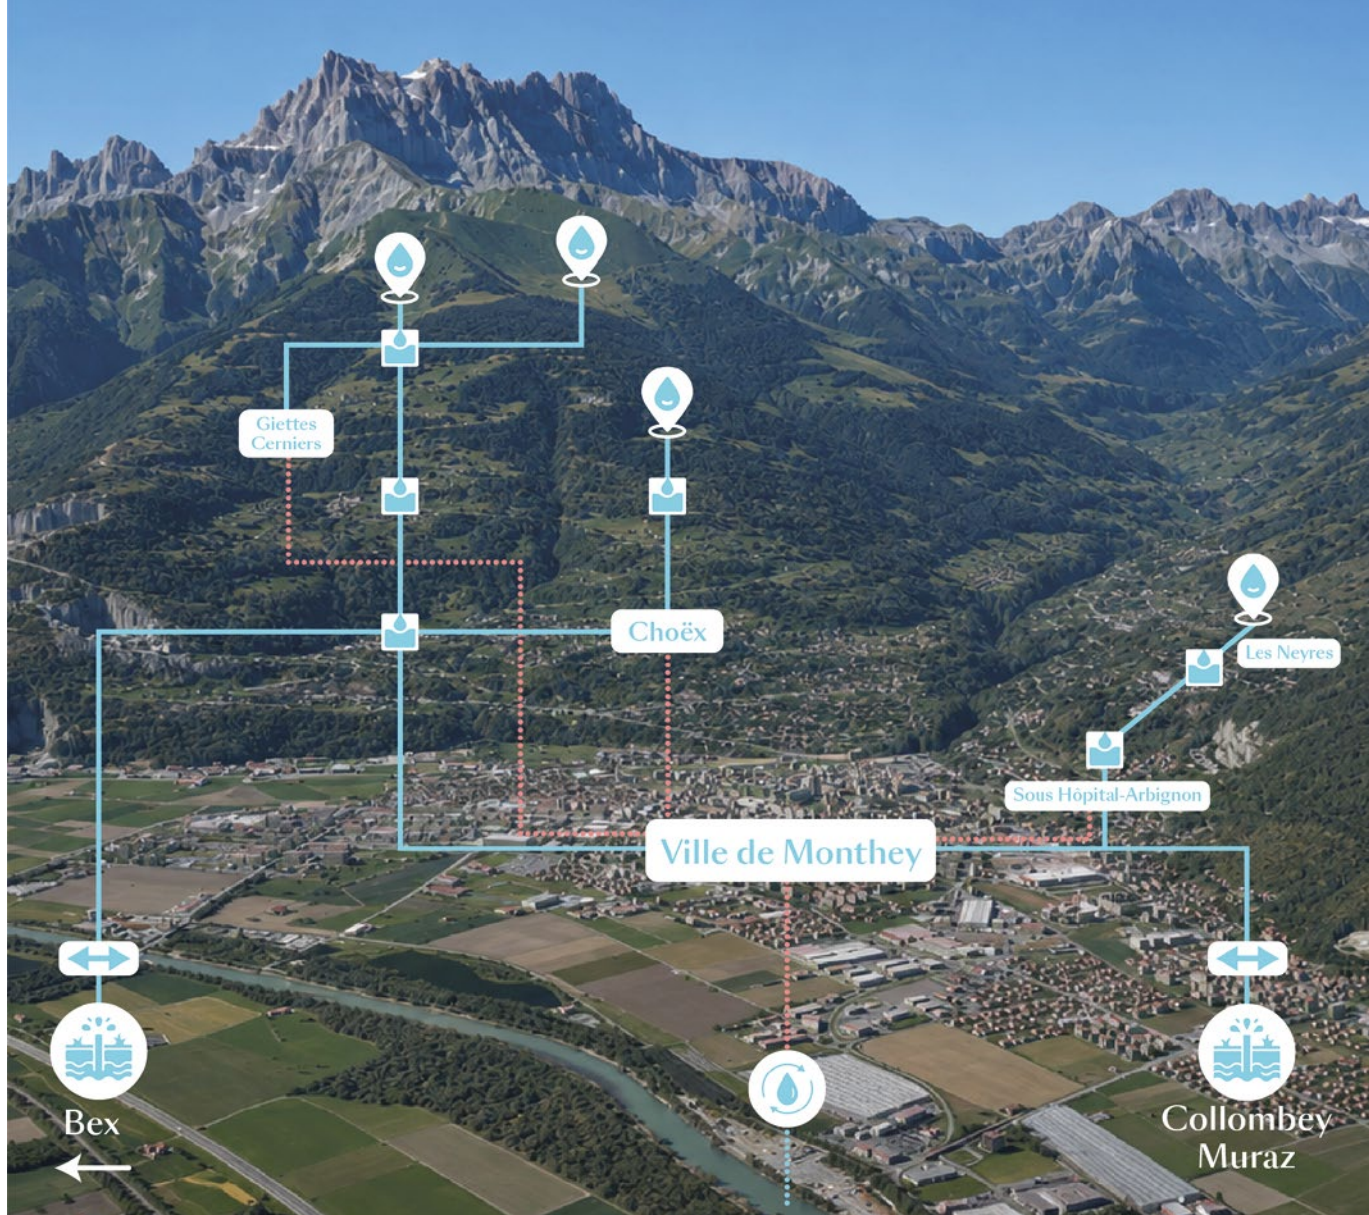 Giettes
Cerniers
Choëx
Les Neyres
Sous Hôpital-Arbignon
Ville de Monthey
Bex
Collombey
Muraz